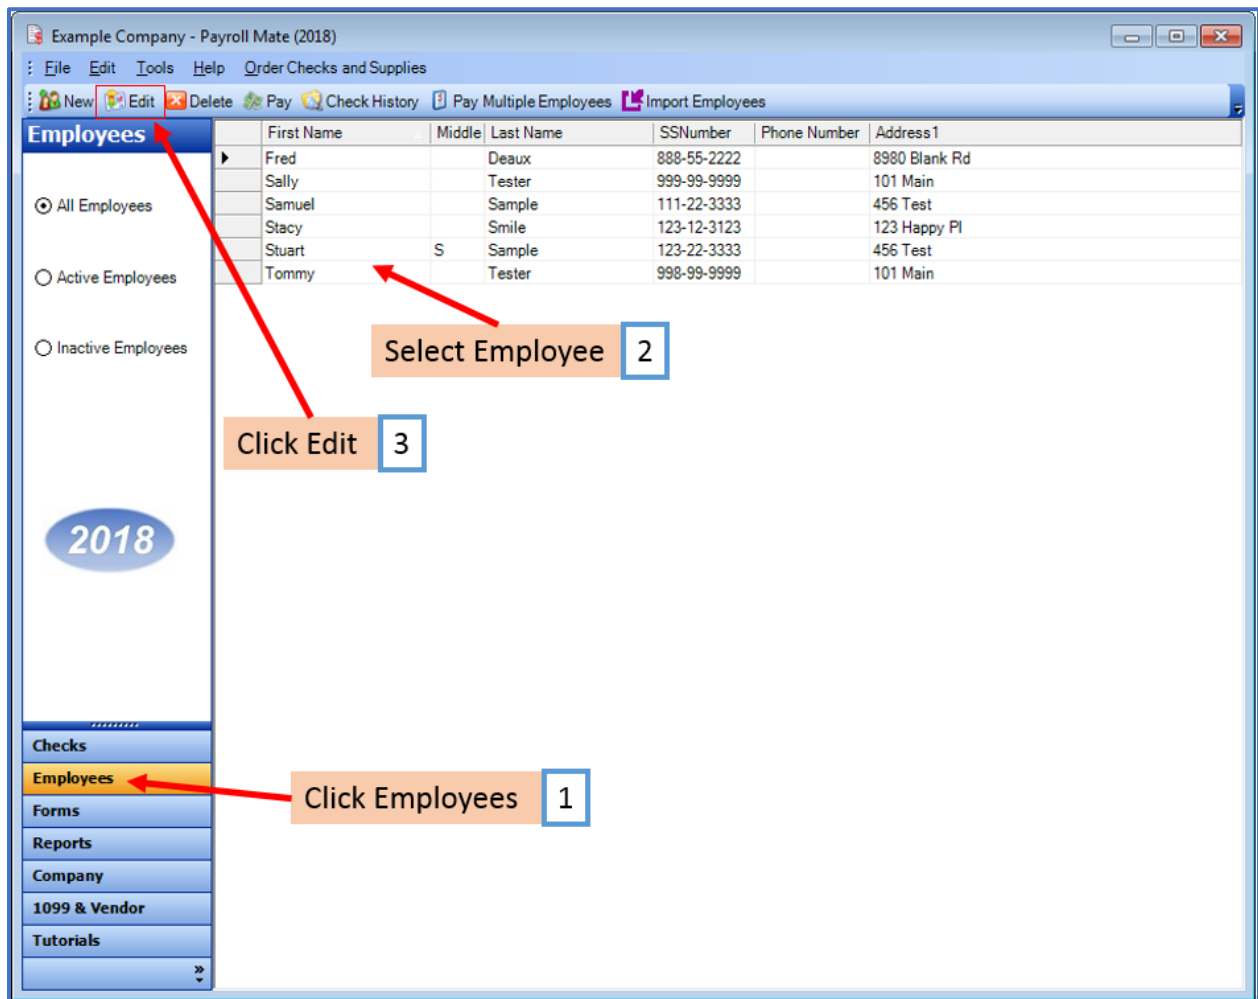 Example Company - Payroll Mate (2018)
File Edit Tools Help Order Checks and Supplies
New Edit Delete Pay Check History Pay Multiple Employees Import Employees
Employees
First Name Middle Last Name SSNumber Phone Number Address1
Fred Deaux 888-55-2222 8980 Blank Rd
Sally Tester 999-99-9999 101 Main
All Employees
Samuel Sample 111-22-3333 456 Test
Stacy Smile 123-12-3123 123 Happy Pl
Stuart S Sample 123-22-3333 456 Test
Active Employees
Tommy Tester 998-99-9999 101 Main
Inactive Employees
Select Employee 2
Click Edit 3
2018
Checks
Employees
Click Employees 1
Forms
Reports
Company
1099 & Vendor
Tutorials